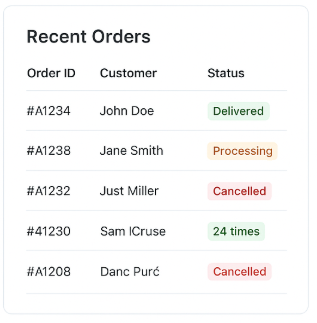 Recent Orders
Order ID Customer Status
#A1234 John Doe Delivered
#A1238 Jane Smith Processing
#A1232 Just Miller Cancelled
#41230 Sam ICruse 24 times
#A1208 Danc Purć Cancelled